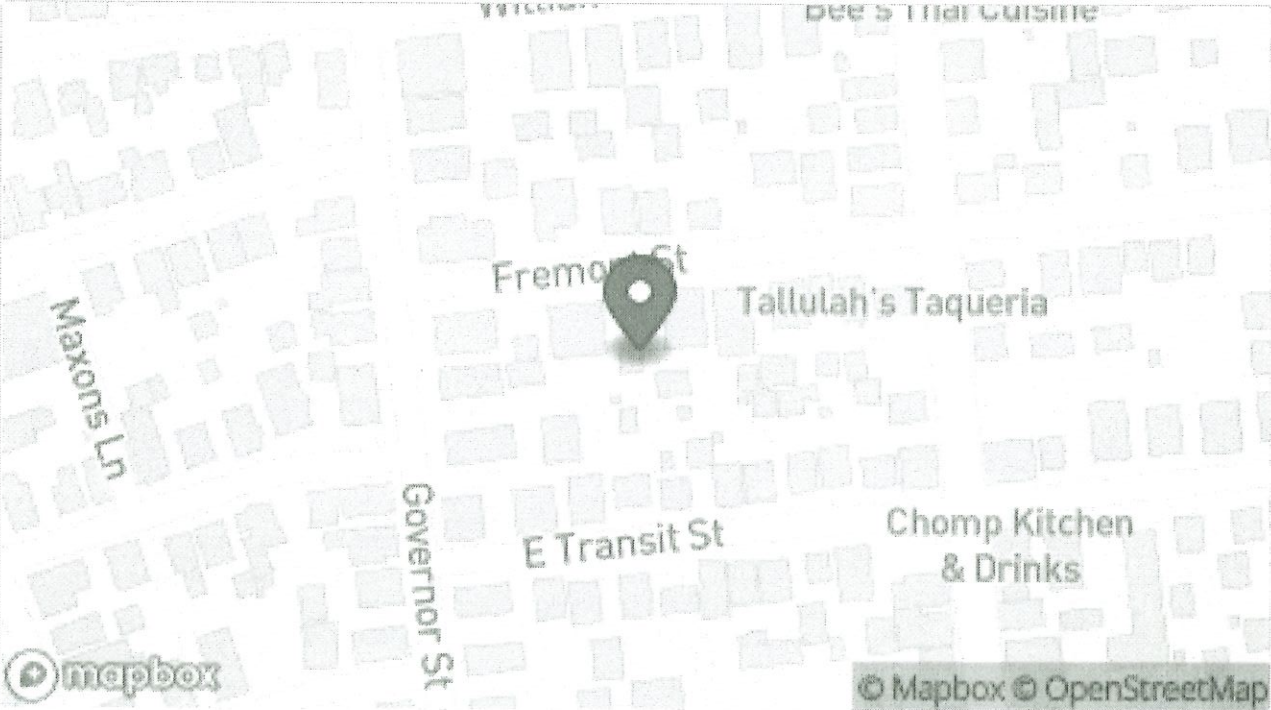 Bee's Thai Cuisine
Fremont St
Tallulah's Taqueria
Maxons Ln
Governor St
E Transit St
Chomp Kitchen
& Drinks
mapbox
© Mapbox © OpenStreetMap